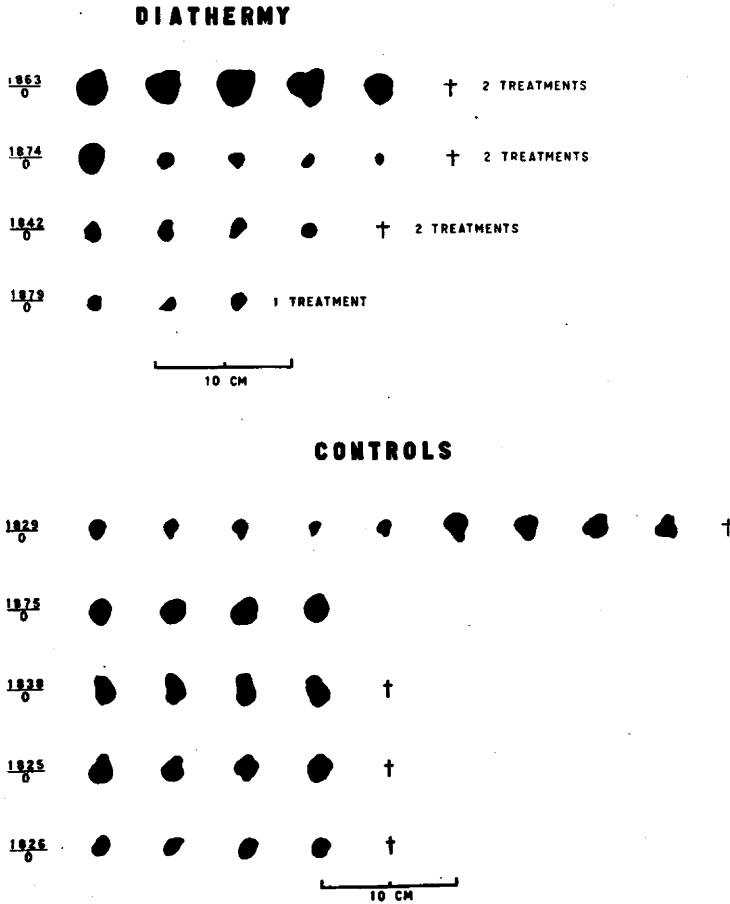 DIATHERMY
1863
0
† 2 TREATMENTS
1874
0
† 2 TREATMENTS
1842
0
† 2 TREATMENTS
1879
0
1 TREATMENT
10 CM
CONTROLS
1829
0
†
1875
0
1838
0
†
1825
0
†
1826
0
†
10 CM